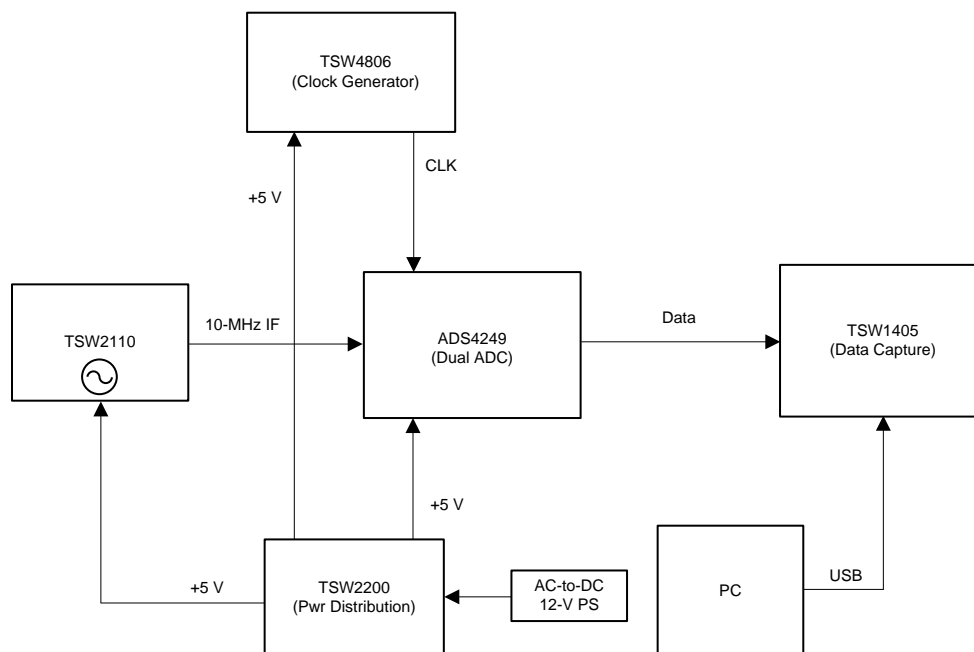 TSW4806
(Clock Generator)
CLK
+5 V
TSW2110
10-MHz IF
ADS4249
(Dual ADC)
Data
TSW1405
(Data Capture)
+5 V
+5 V
TSW2200
(Pwr Distribution)
AC-to-DC
12-V PS
PC
USB